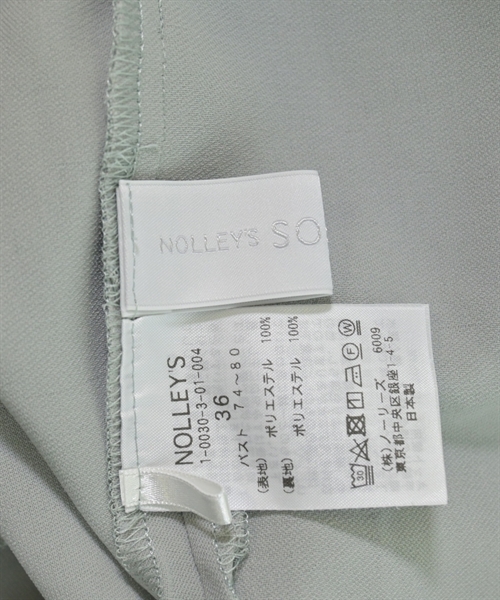 NOLLEY'S SO
NOLLEY'S
1-0030-3-01-004
36
バスト 74~80
(表地) ポリエステル 100%
(裏地) ポリエステル 100%
30 F W
6009
(株)ノーリーズ
東京都中央区銀座1-4-5
日本製